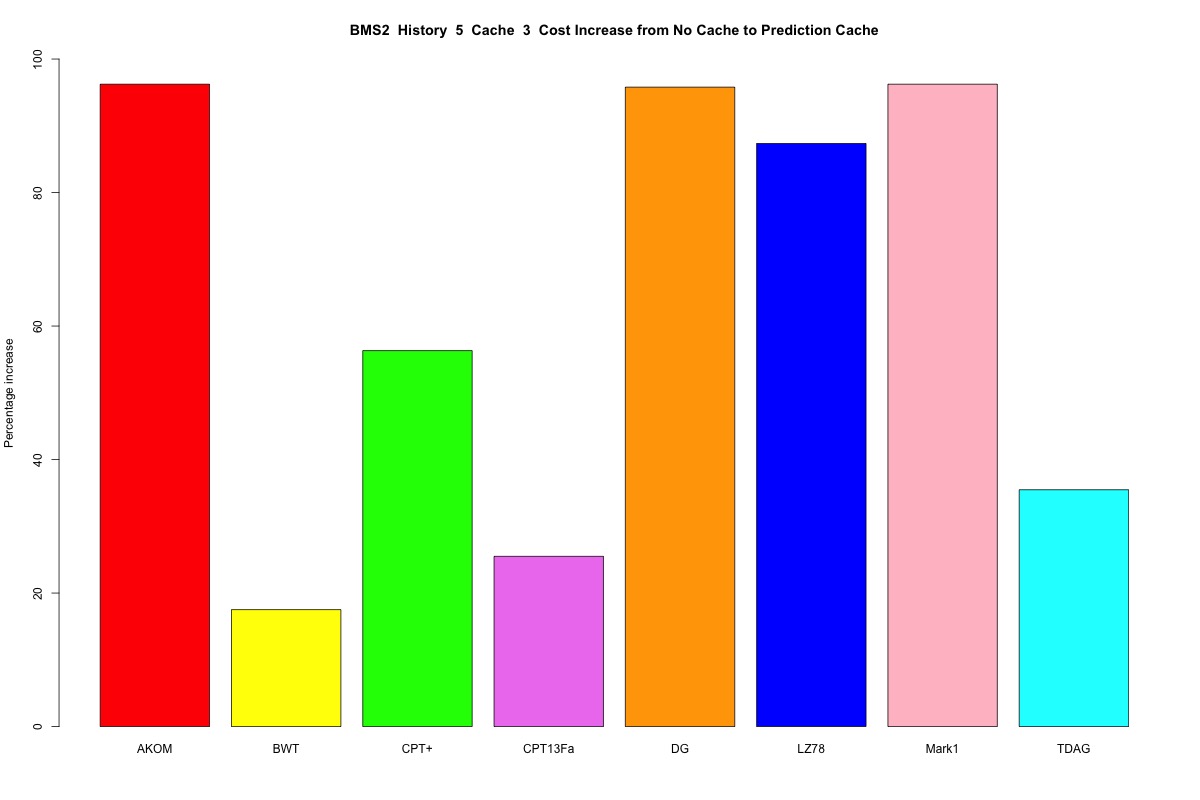 BMS2 History 5 Cache 3 Cost Increase from No Cache to Prediction Cache
Percentage increase
100
80
60
40
20
0
AKOM BWT CPT+ CPT13Fa DG LZ78 Mark1 TDAG